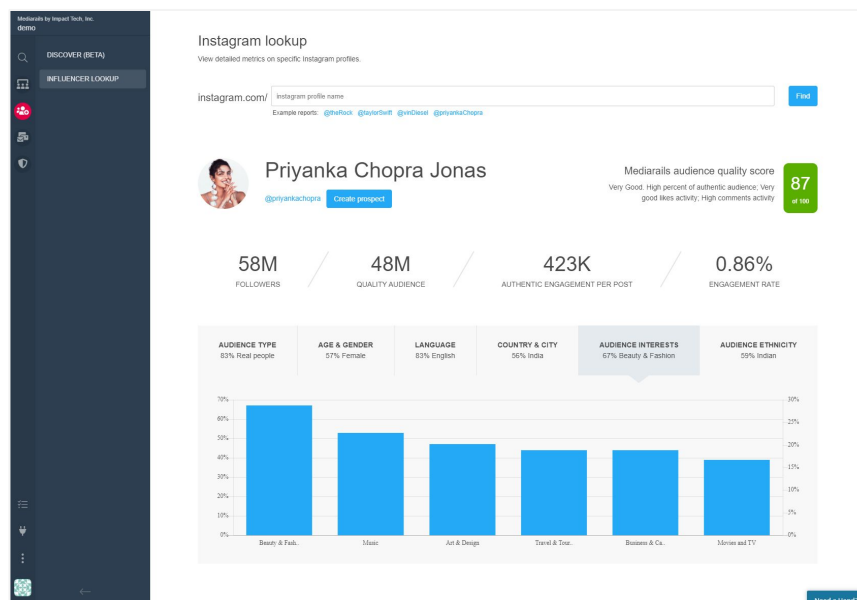 Mediarails by Impact Tech, Inc.
demo
DISCOVER (BETA)
INFLUENCER LOOKUP
Instagram lookup
View detailed metrics on specific Instagram profiles.
instagram.com/ instagram profile name Find
Example reports: @theRock @taylorSwift @vinDiesel @priyankaChopra
Priyanka Chopra Jonas
@priyankachopra Create prospect
Mediarails audience quality score
Very Good. High percent of authentic audience; Very
good likes activity; High comments activity
87
of 100
58M 48M 423K 0.86%
FOLLOWERS QUALITY AUDIENCE AUTHENTIC ENGAGEMENT PER POST ENGAGEMENT RATE
AUDIENCE TYPE AGE & GENDER LANGUAGE COUNTRY & CITY AUDIENCE INTERESTS AUDIENCE ETHNICITY
83% Real people 57% Female 83% English 56% India 67% Beauty & Fashion 59% Indian
70% 30%
60% 25%
50% 20%
40% 15%
30% 10%
20% 5%
10%
0% 0%
Beauty & Fash.. Music Art & Design Travel & Tour.. Business & Ca.. Movies and TV